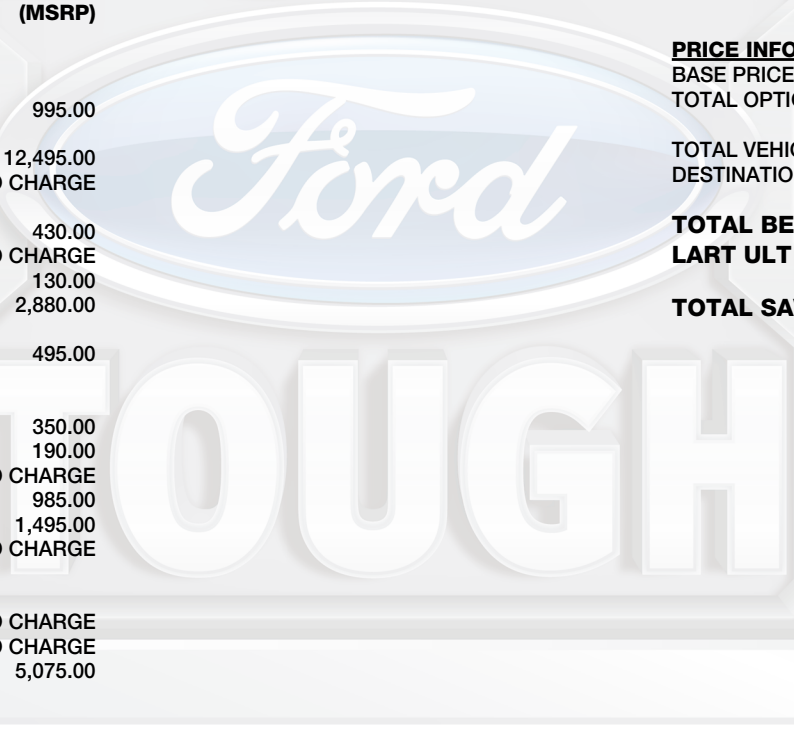 (MSRP)
995.00
12,495.00
CHARGE
430.00
CHARGE
130.00
2,880.00
495.00
350.00
190.00
CHARGE
985.00
1,495.00
CHARGE
CHARGE
CHARGE
5,075.00
Ford
TOUGH
PRICE INFO
BASE PRICE
TOTAL OPTI
TOTAL VEHI
DESTINATIO
TOTAL BE
LART ULT
TOTAL SA